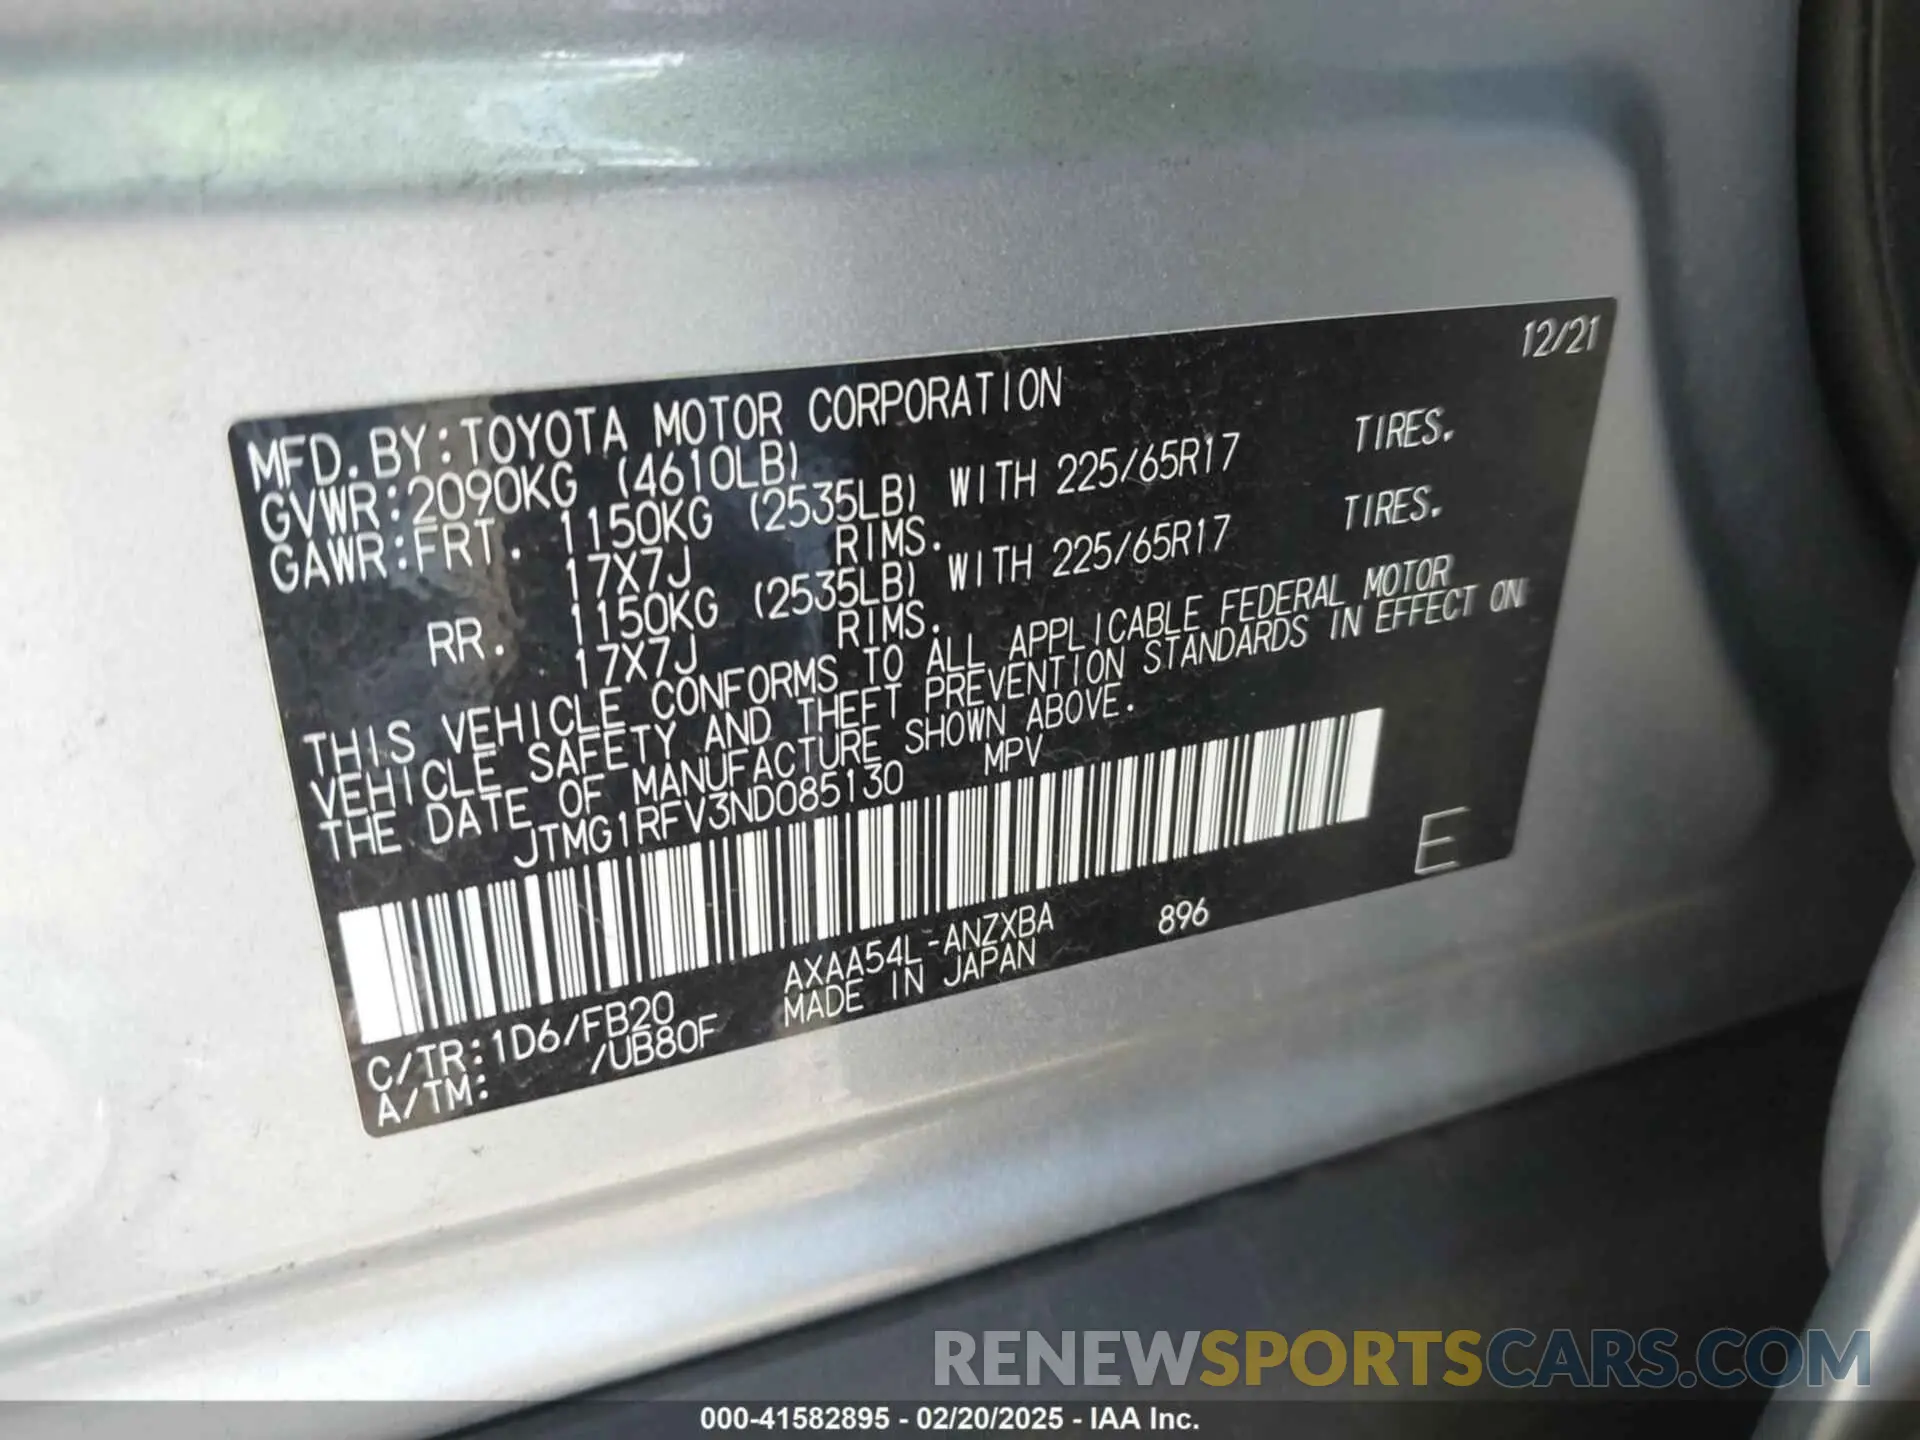 12/21
MFD. BY:TOYOTA MOTOR CORPORATION
GVWR:2090KG (4610LB)
GAWR:FRT. 1150KG (2535LB) WITH 225/65R17 TIRES.
17X7J RIMS.
RR. 1150KG (2535LB) WITH 225/65R17 TIRES.
17X7J RIMS.
THIS VEHICLE CONFORMS TO ALL APPLICABLE FEDERAL MOTOR
VEHICLE SAFETY AND THEFT PREVENTION STANDARDS IN EFFECT ON
THE DATE OF MANUFACTURE SHOWN ABOVE.
JTMG1RFV3ND085130 MPV
E
C/TR:1D6/FB20 AXAA54L-ANZXBA 896
A/TM: /UB80F MADE IN JAPAN
RENEWSPORTSCARS.COM
000-41582895 - 02/20/2025 - IAA Inc.